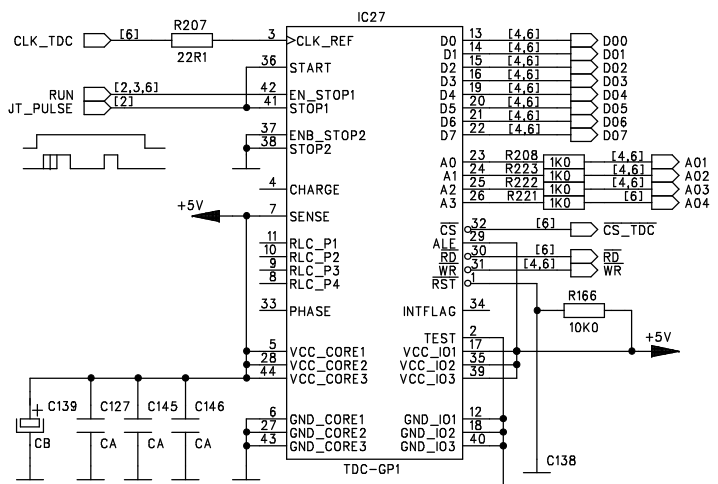 IC27
CLK_TDC [6] R207 22R1 3 CLK_REF
36 START
RUN [2,3,6] 42 EN_STOP1
JT_PULSE [2] 41 STOP1
37 ENB_STOP2
38 STOP2
4 CHARGE
+5V 7 SENSE
11 RLC_P1
10 RLC_P2
9 RLC_P3
8 RLC_P4
33 PHASE
5 VCC_CORE1
28 VCC_CORE2
44 VCC_CORE3
C139 CB
C127 CA
C145 CA
C146 CA
6 GND_CORE1
27 GND_CORE2
43 GND_CORE3
D0 13 [4,6] D00
D1 14 [4,6] D01
D2 15 [4,6] D02
D3 16 [4,6] D03
D4 19 [4,6] D04
D5 20 [4,6] D05
D6 21 [4,6] D06
D7 22 [4,6] D07
A0 23 R208 1K0 [4,6] A01
A1 24 R223 1K0 [4,6] A02
A2 25 R222 1K0 [4,6] A03
A3 26 R221 1K0 [6] A04
CS 32 [6] CS_TDC
ALE 29
RD 30 [6] RD
WR 31 [4,6] WR
RST 1
INTFLAG 34
R166
10K0
+5V
TEST 2
VCC_IO1 17
VCC_IO2 35
VCC_IO3 39
GND_IO1 12
GND_IO2 18
GND_IO3 40
C138
TDC-GP1